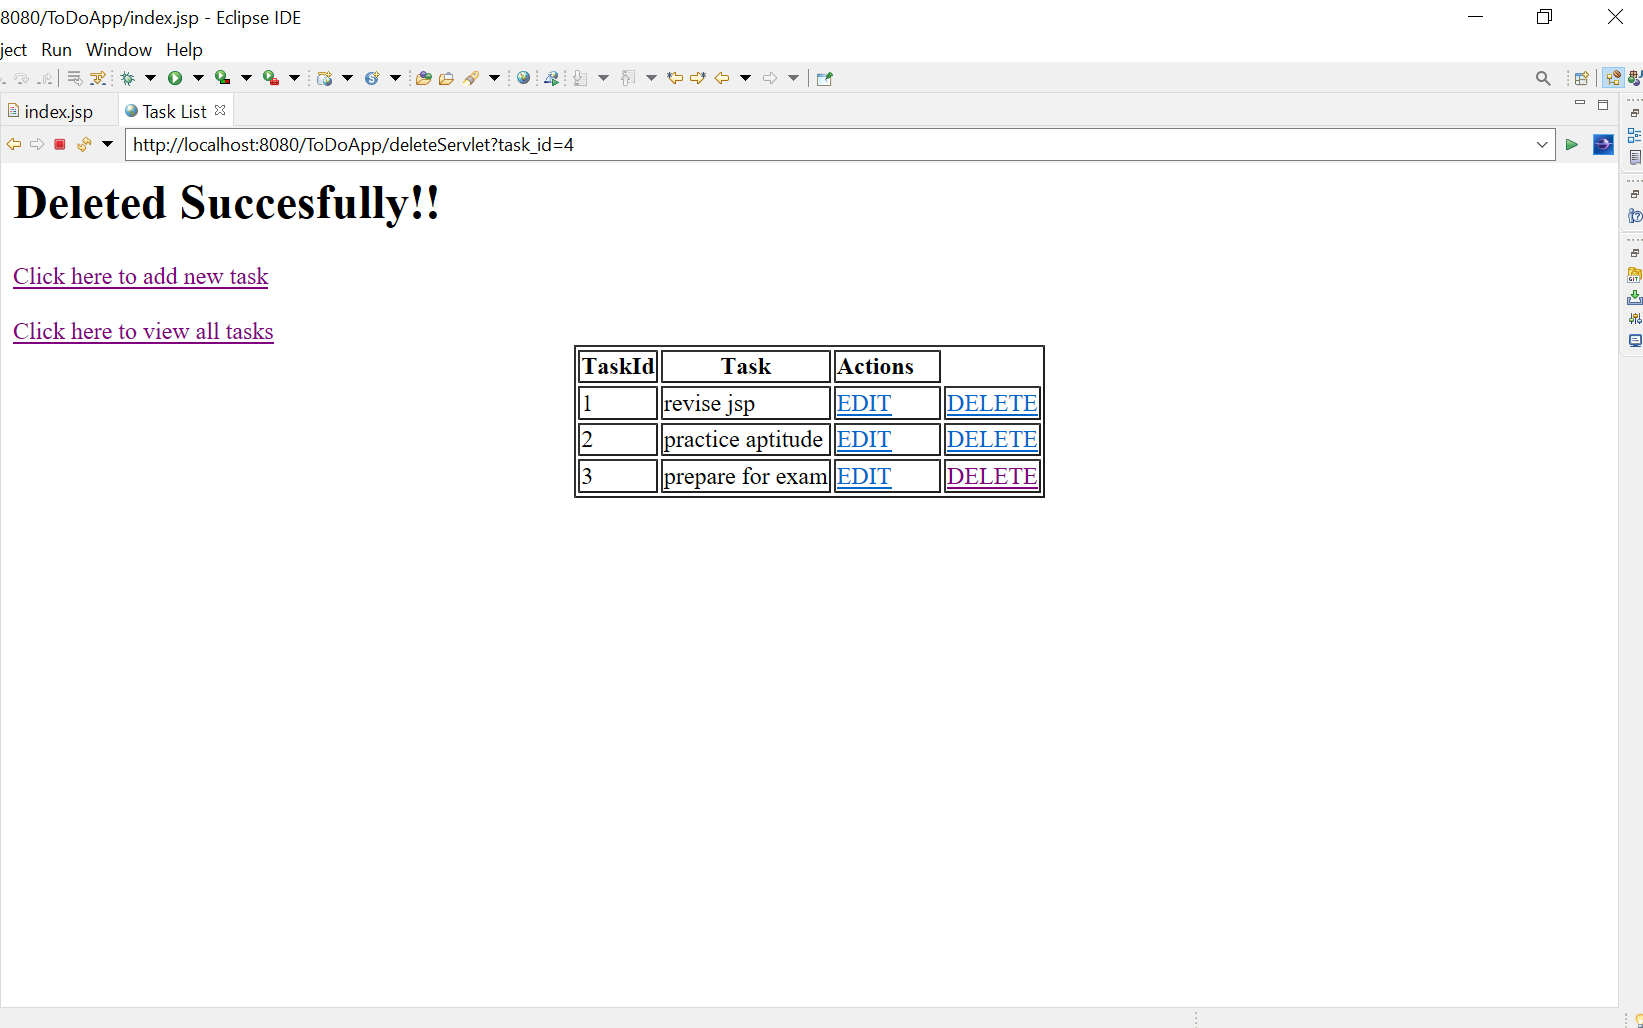 8080/ToDoApp/index.jsp - Eclipse IDE
ject Run Window Help
index.jsp Task List
http://localhost:8080/ToDoApp/deleteServlet?task_id=4
Deleted Succesfully!!
Click here to add new task
Click here to view all tasks
TaskId Task Actions
1 revise jsp EDIT DELETE
2 practice aptitude EDIT DELETE
3 prepare for exam EDIT DELETE